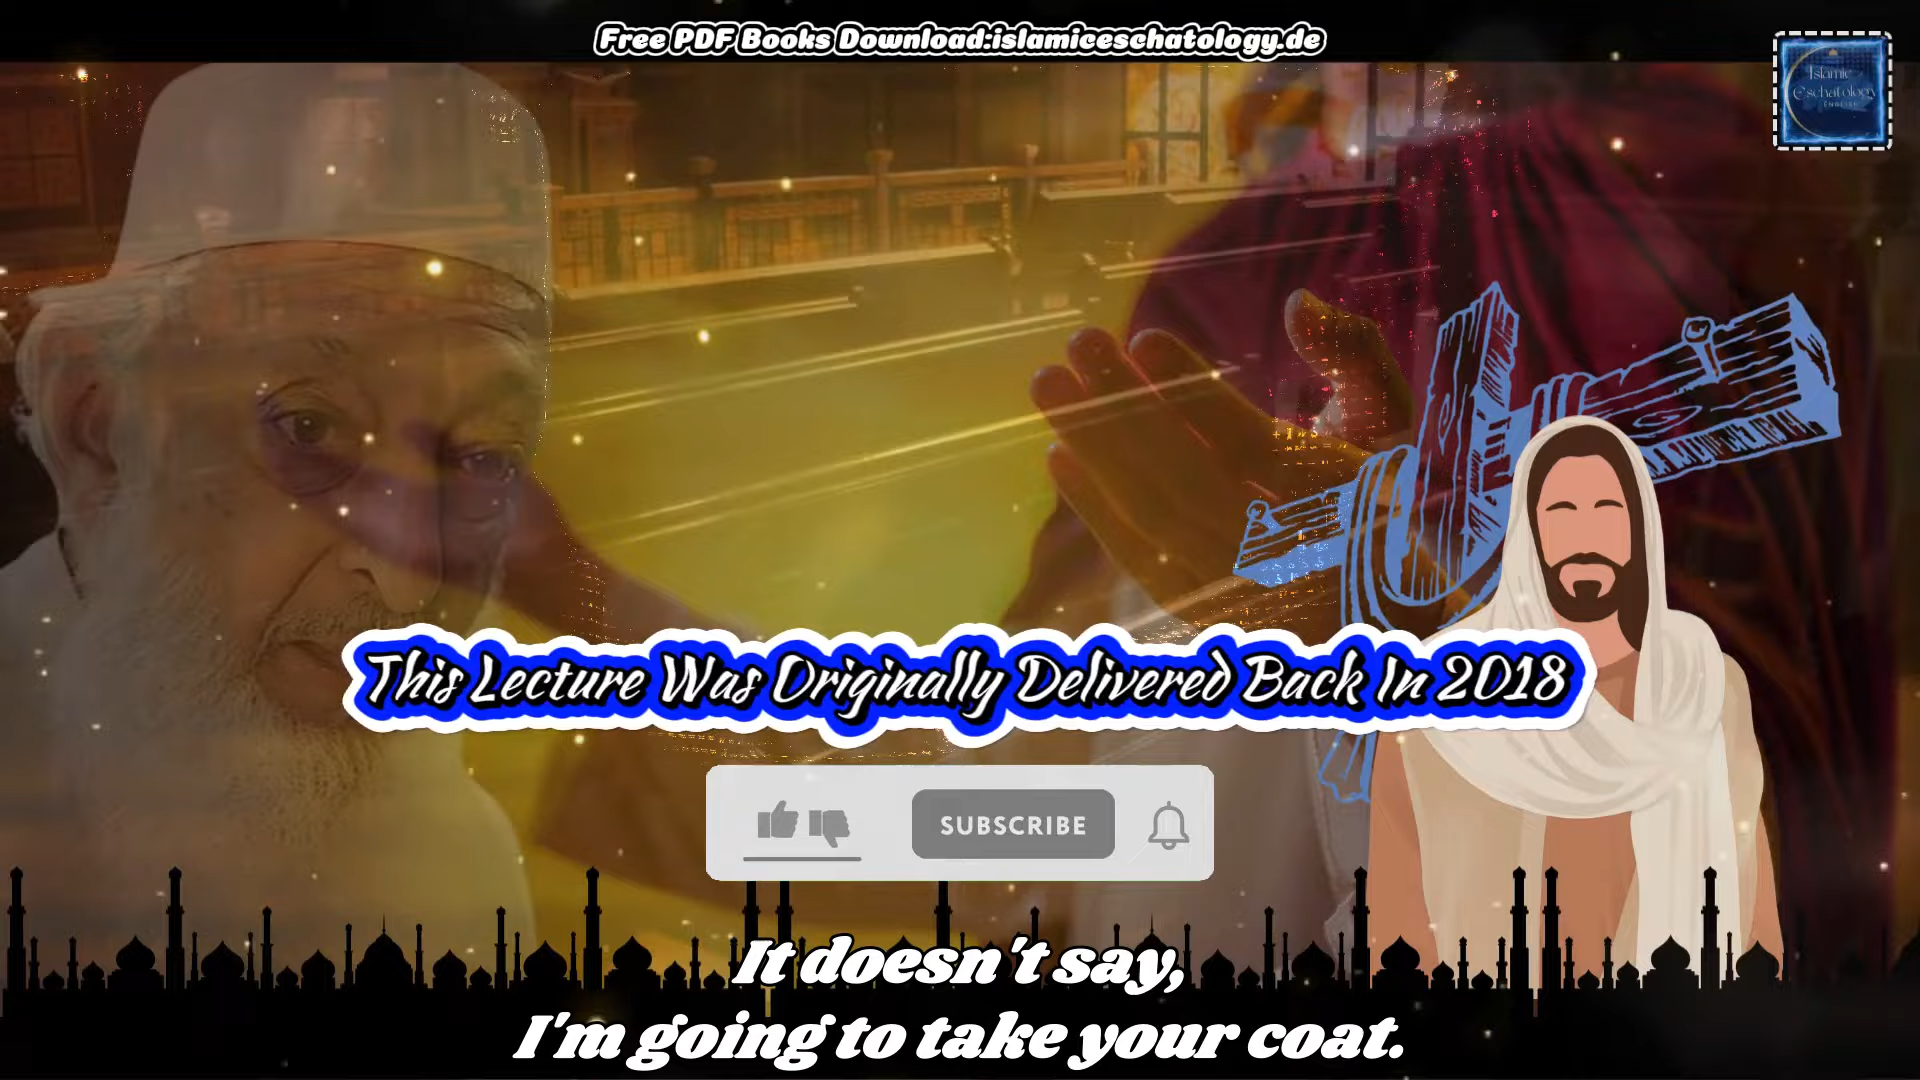 Free PDF Books Download:islamiceschatology.de
Islamic
Eschatology
ENGLISH
This Lecture Was Originally Delivered Back In 2018
SUBSCRIBE
It doesn't say,
I'm going to take your coat.